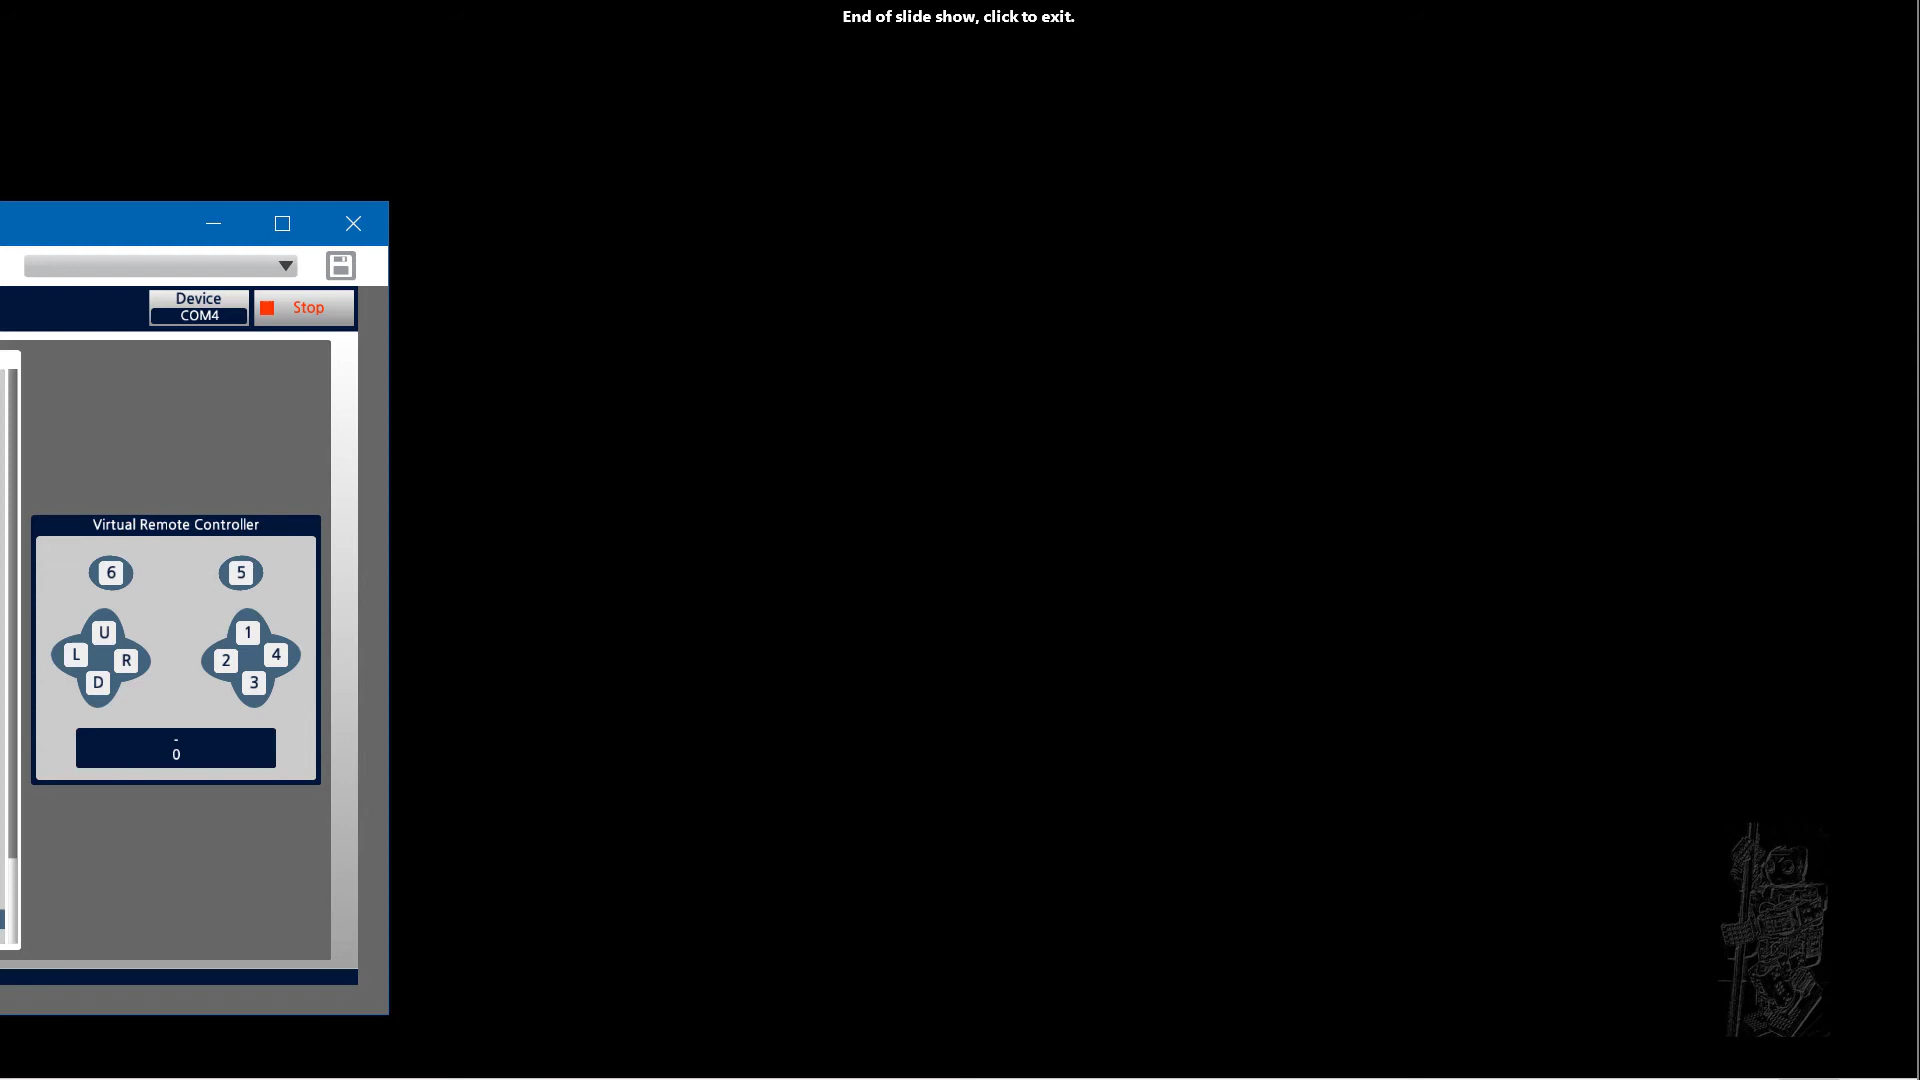 End of slide show, click to exit.
Device
COM4
Stop
Virtual Remote Controller
6
5
U
1
L
R
2
4
D
3
-
0